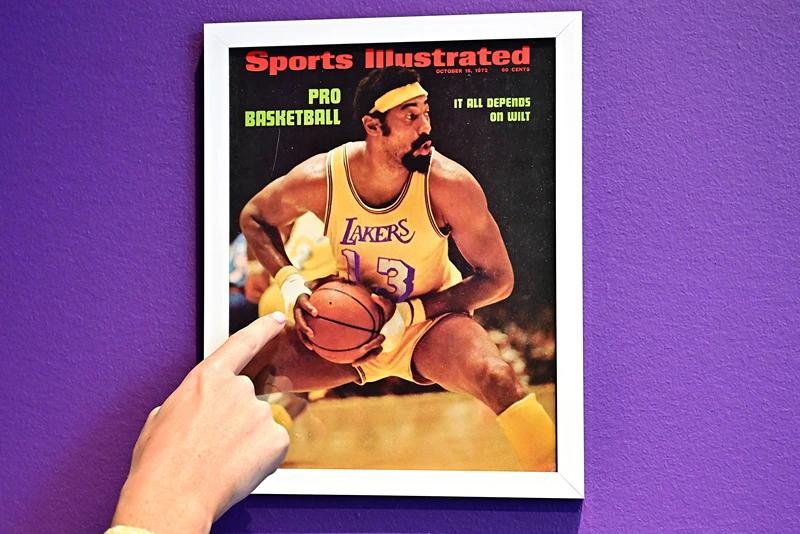 Sports Illustrated
OCTOBER 16, 1972 60 CENTS
PRO
BASKETBALL
IT ALL DEPENDS
ON WILT
LAKERS
13